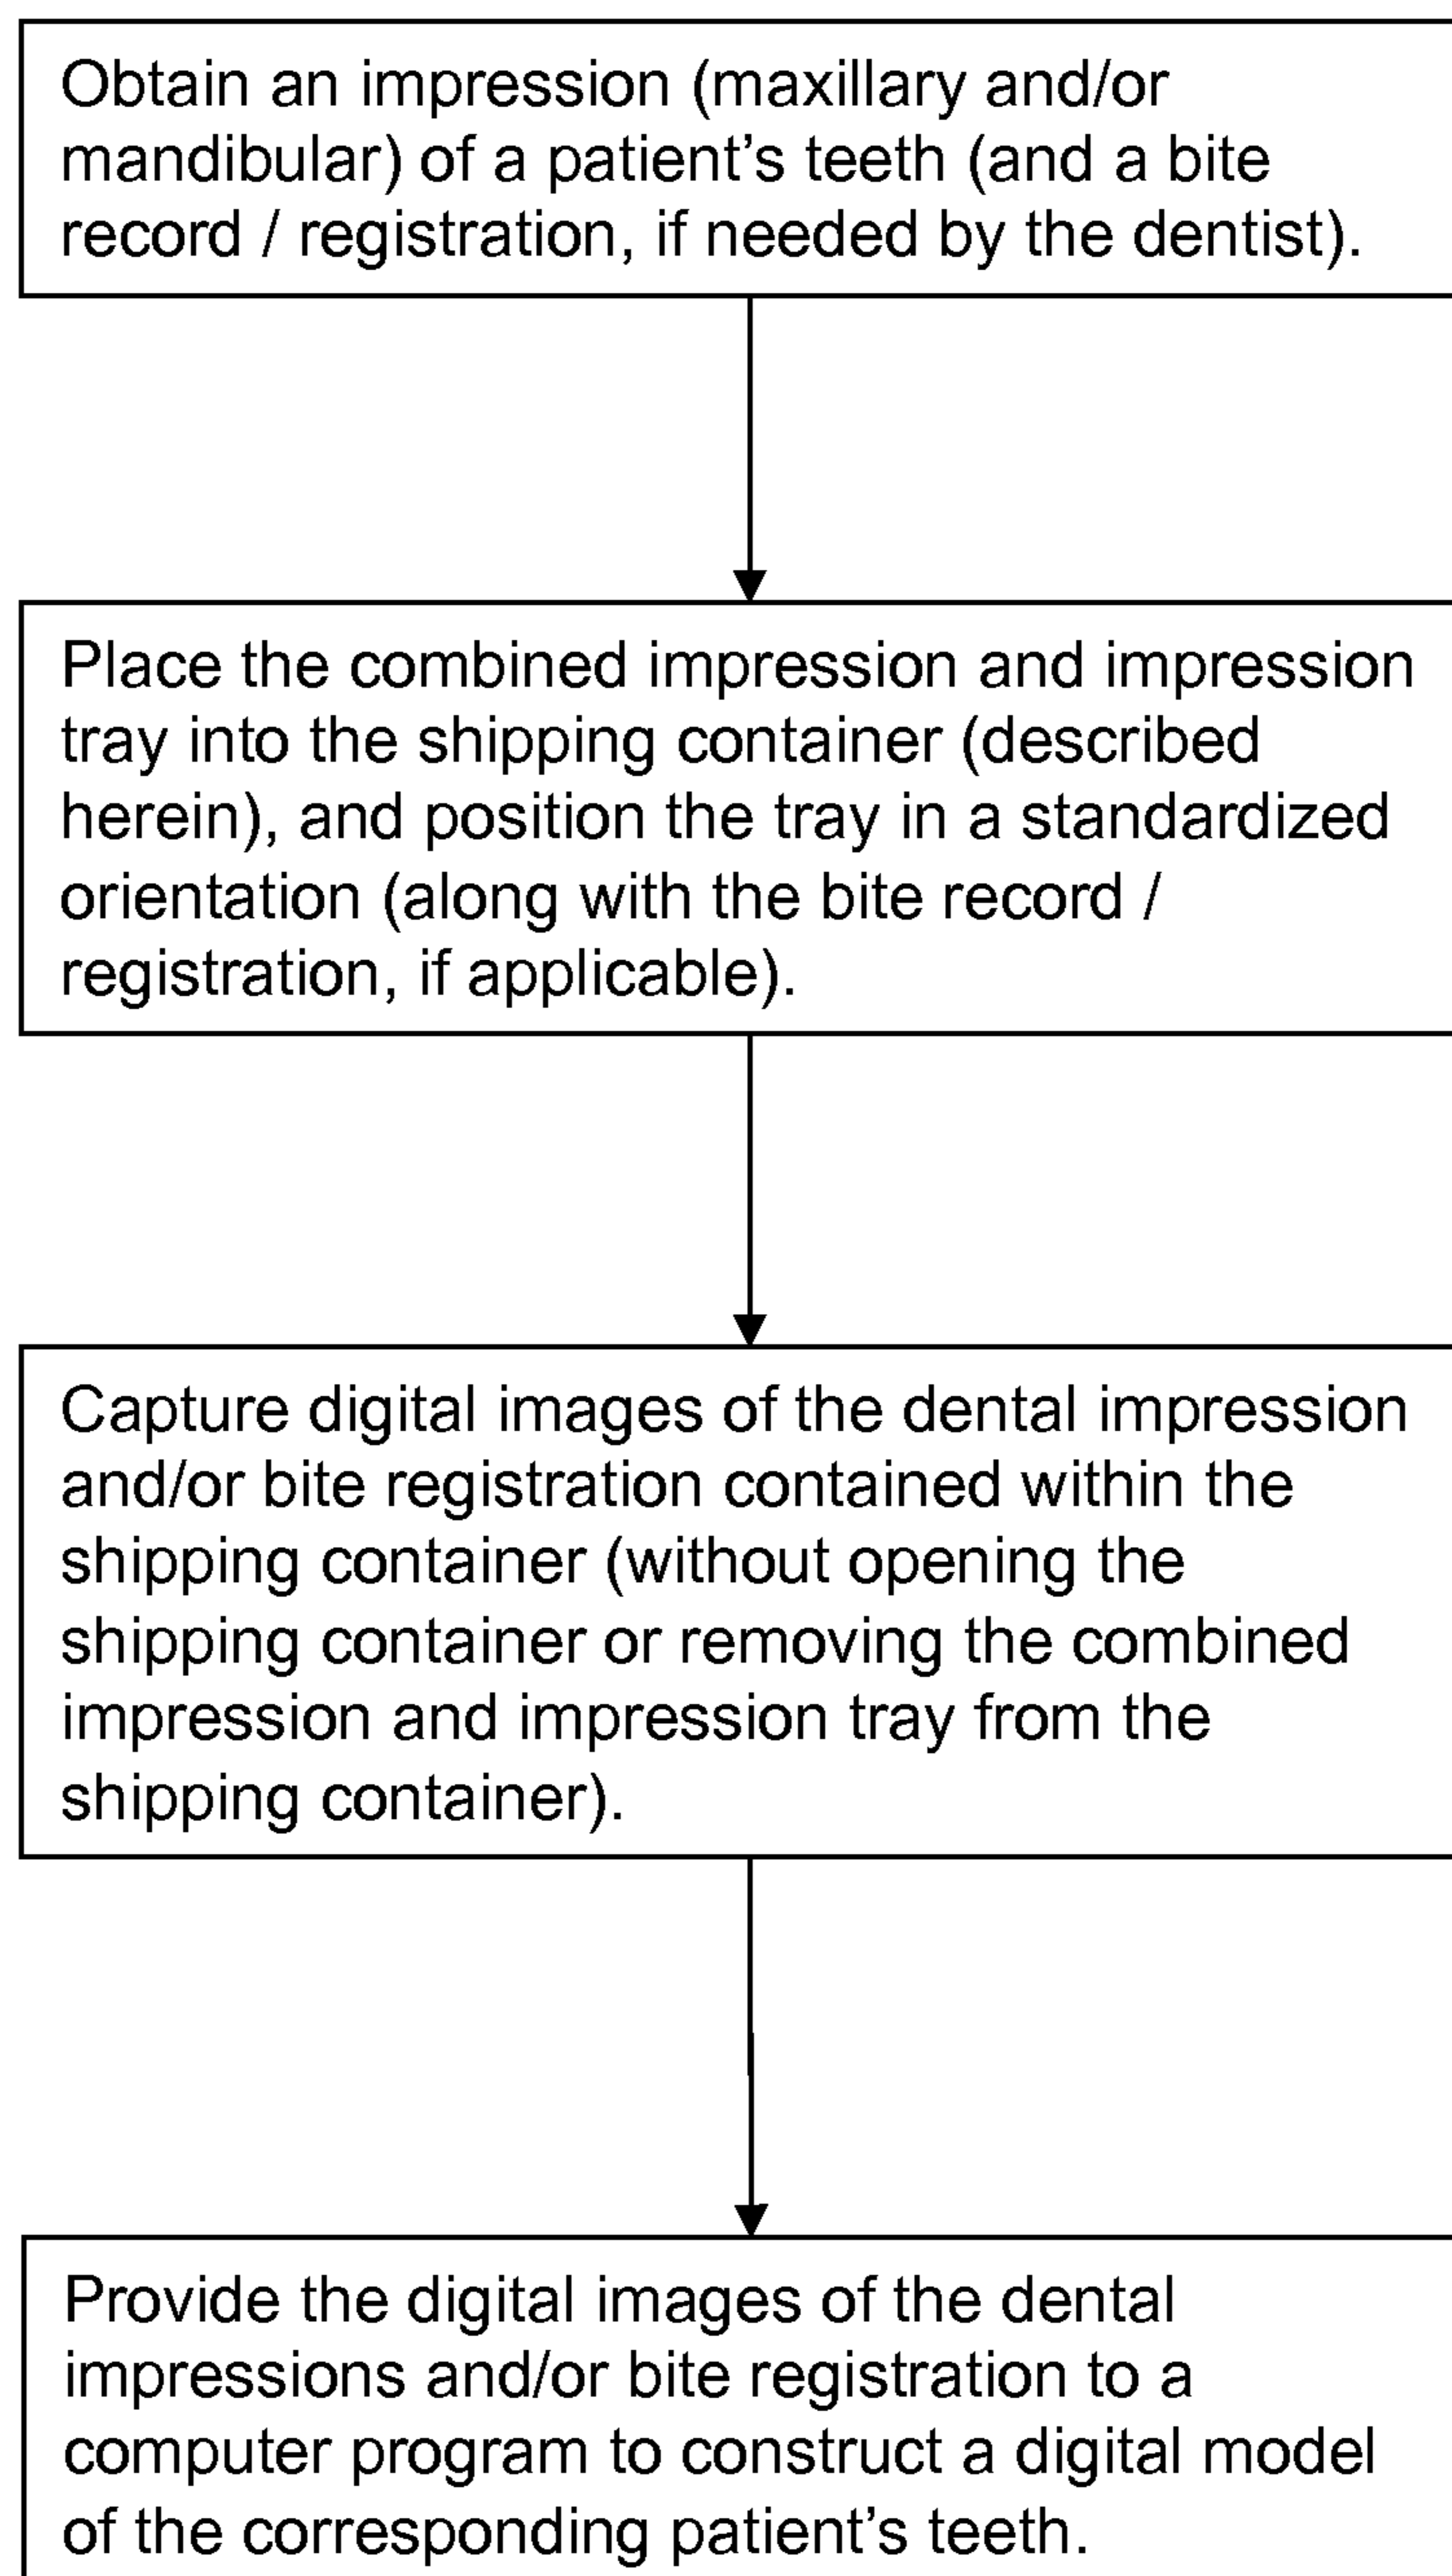 Obtain an impression (maxillary and/or
mandibular) of a patient’s teeth (and a bite
record / registration, if needed by the dentist).
Place the combined impression and impression
tray into the shipping container (described
herein), and position the tray in a standardized
orientation (along with the bite record /
registration, if applicable).
Capture digital images of the dental impression
and/or bite registration contained within the
shipping container (without opening the
shipping container or removing the combined
impression and impression tray from the
shipping container).
Provide the digital images of the dental
impressions and/or bite registration to a
computer program to construct a digital model
of the corresponding patient’s teeth.